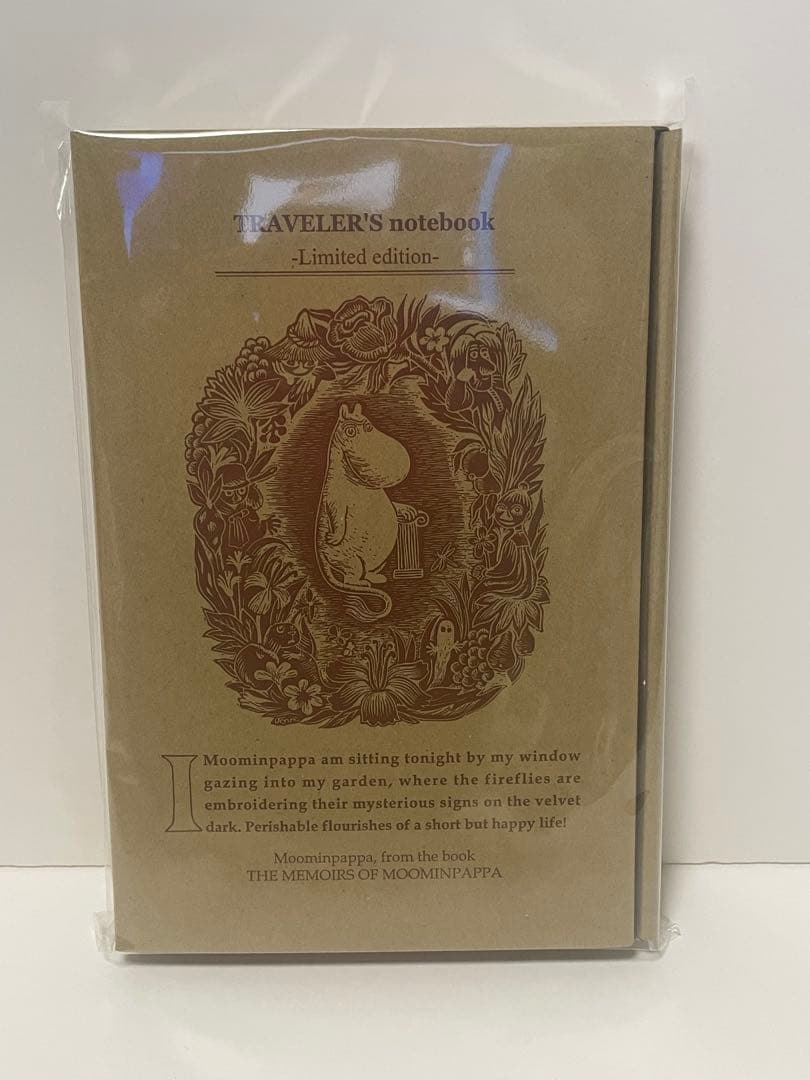 TRAVELER'S notebook
-Limited edition-
I Moominpappa am sitting tonight by my window
gazing into my garden, where the fireflies are
embroidering their mysterious signs on the velvet
dark. Perishable flourishes of a short but happy life!
Moominpappa, from the book
THE MEMOIRS OF MOOMINPAPPA